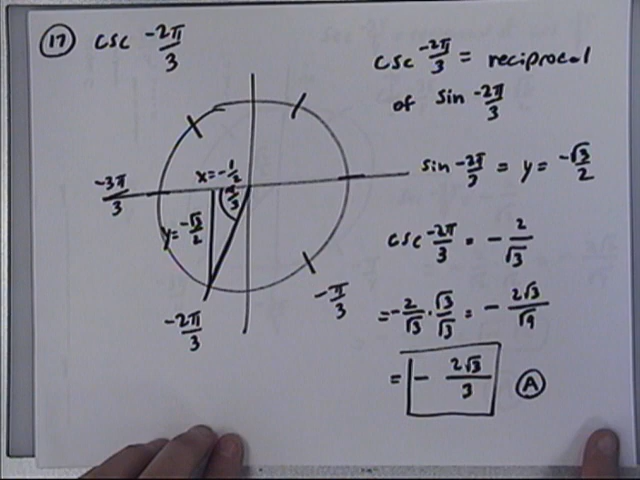 17 csc -2π/3
csc -2π/3 = reciprocal
of sin -2π/3
sin -2π/3 = y = -√3/2
csc -2π/3 = - 2/√3
= -2/√3 · √3/√3 = - 2√3/√9
= - 2√3/3 A
x = -1/2
π/3
y = -√3/2
-3π/3
-2π/3
-π/3